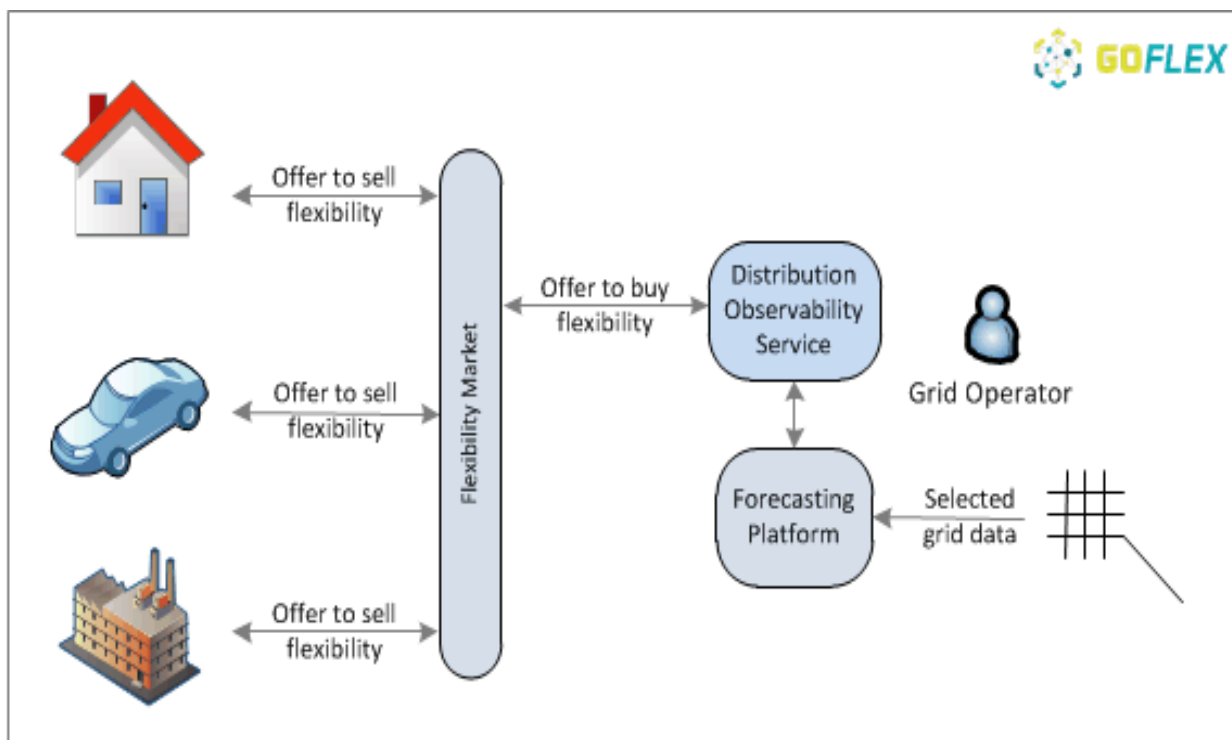 GOFLEX
Offer to sell
flexibility
Offer to buy
flexibility
Distribution
Observability
Service
Grid Operator
Flexibility Market
Offer to sell
flexibility
Forecasting
Platform
Selected
grid data
Offer to sell
flexibility